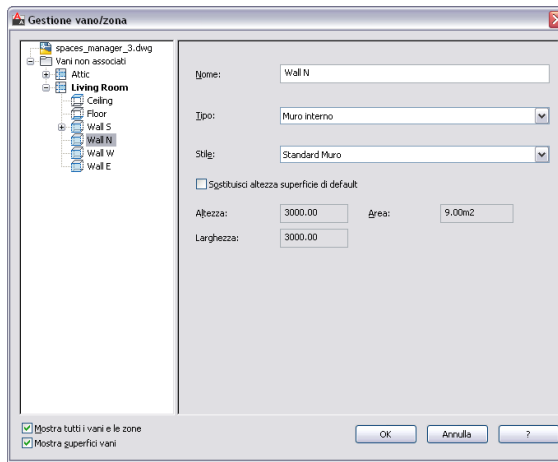 Gestione vano/zona
spaces_manager_3.dwg
Vani non associati
Attic
Living Room
Ceiling
Floor
Wall S
Wall N
Wall W
Wall E
Nome: Wall N
Tipo: Muro interno
Stile: Standard Muro
Sostituisci altezza superficie di default
Altezza: 3000.00 Area: 9.00m2
Larghezza: 3000.00
Mostra tutti i vani e le zone
Mostra superfici vani
OK Annulla ?